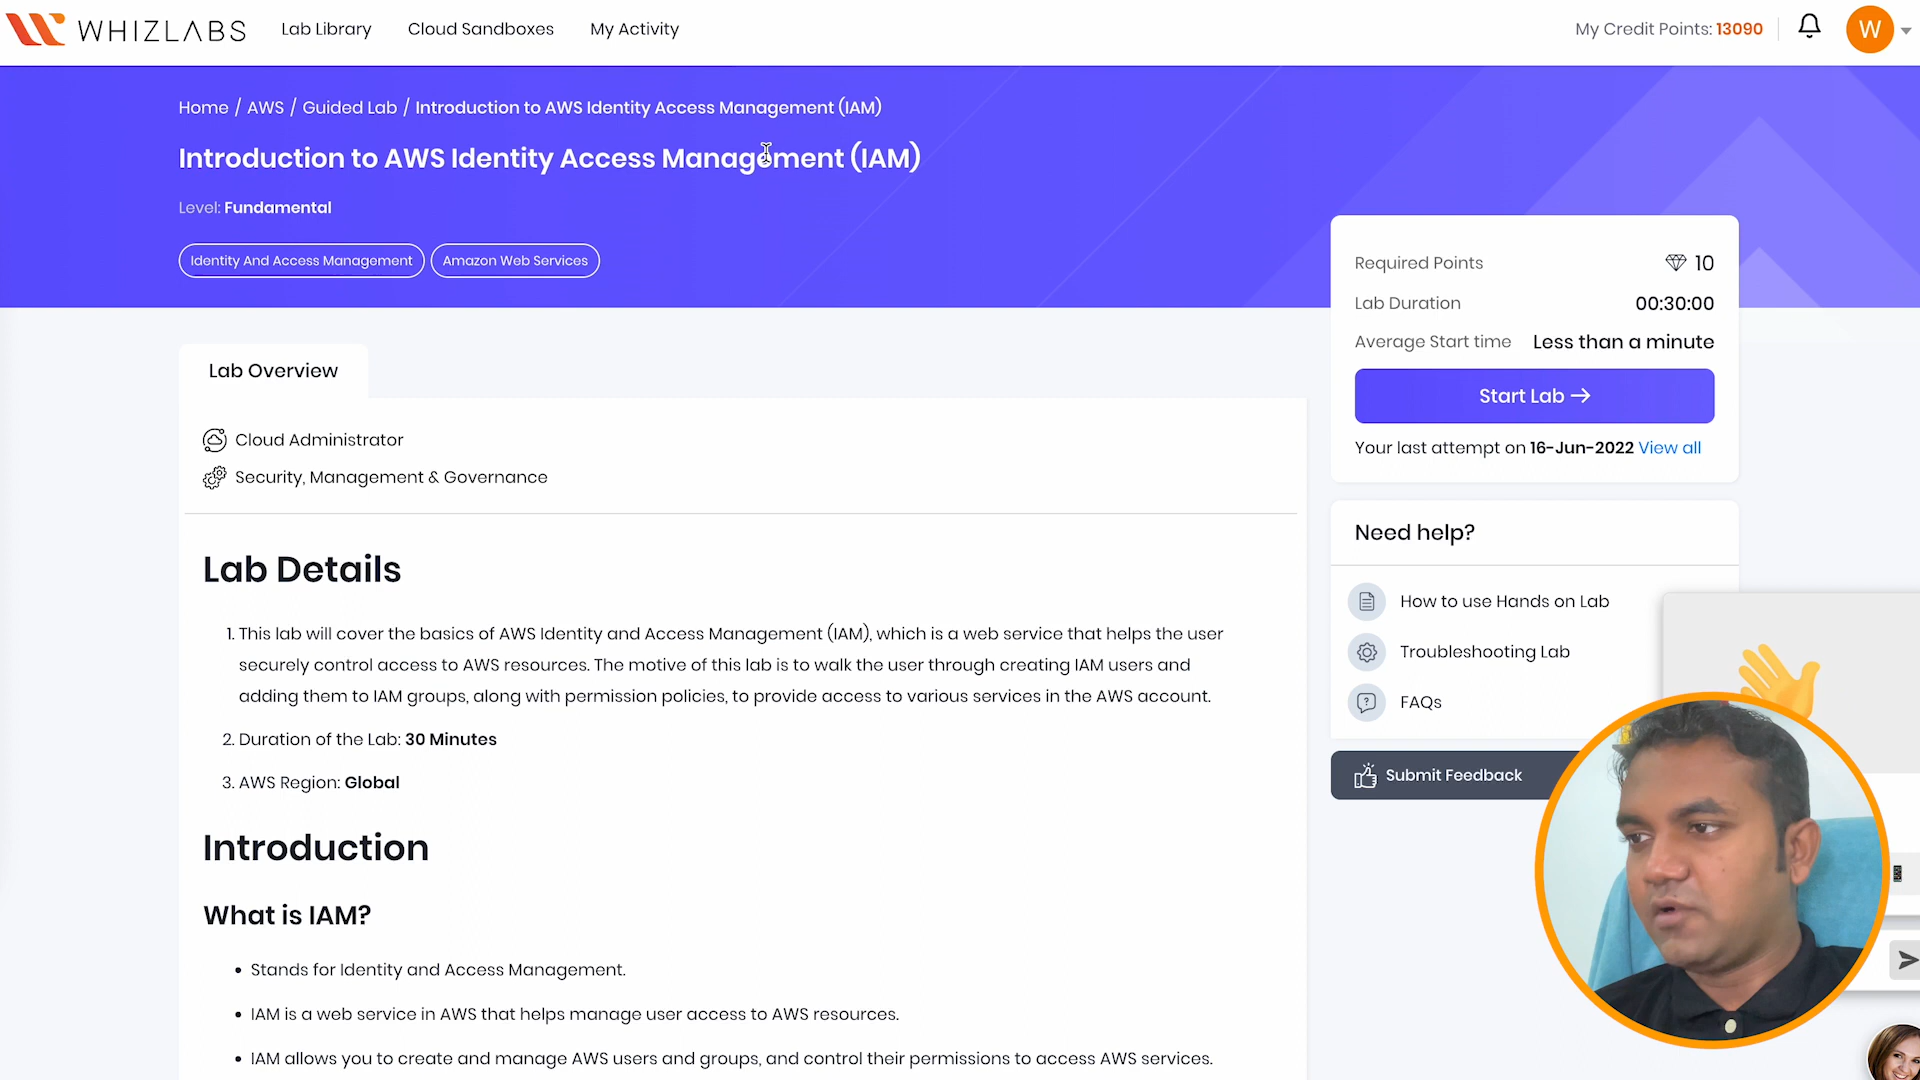 WHIZLABS
Lab Library
Cloud Sandboxes
My Activity
My Credit Points: 13090
W
Home / AWS / Guided Lab / Introduction to AWS Identity Access Management (IAM)
Introduction to AWS Identity Access Management (IAM)
Level: Fundamental
Identity And Access Management
Amazon Web Services
Required Points
10
Lab Duration
00:30:00
Average Start time
Less than a minute
Start Lab →
Your last attempt on 16-Jun-2022 View all
Lab Overview
Cloud Administrator
Security, Management & Governance
Lab Details
1. This lab will cover the basics of AWS Identity and Access Management (IAM), which is a web service that helps the user
securely control access to AWS resources. The motive of this lab is to walk the user through creating IAM users and
adding them to IAM groups, along with permission policies, to provide access to various services in the AWS account.
2. Duration of the Lab: 30 Minutes
3. AWS Region: Global
Introduction
What is IAM?
• Stands for Identity and Access Management.
• IAM is a web service in AWS that helps manage user access to AWS resources.
• IAM allows you to create and manage AWS users and groups, and control their permissions to access AWS services.
Need help?
How to use Hands on Lab
Troubleshooting Lab
FAQs
Submit Feedback